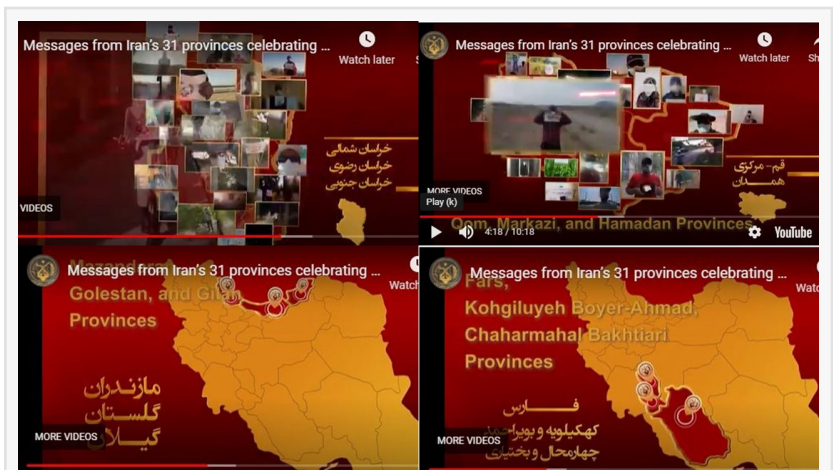 Messages from Iran's 31 provinces celebrating ...
Watch later
خراسان شمالی
خراسان رضوی
خراسان جنوبی
VIDEOS
Messages from Iran's 31 provinces celebrating ...
Watch later
Sh
قم - مرکزی
همدان
MORE VIDEOS
Play (k)
Qom, Markazi, and Hamadan Provinces
4:18 / 10:18
YouTube
Messages from Iran's 31 provinces celebrating ...
Watch
Golestan, and Gilan
Provinces
مازندران
گلستان
گیلان
MORE VIDEOS
Messages from Iran's 31 provinces celebrating ...
Watc
Fars,
Kohgiluyeh Boyer-Ahmad,
Chaharmahal Bakhtiari
Provinces
فارس
کهکیلویه و بویراحمد
چهارمحال و بختیاری
MORE VIDEOS